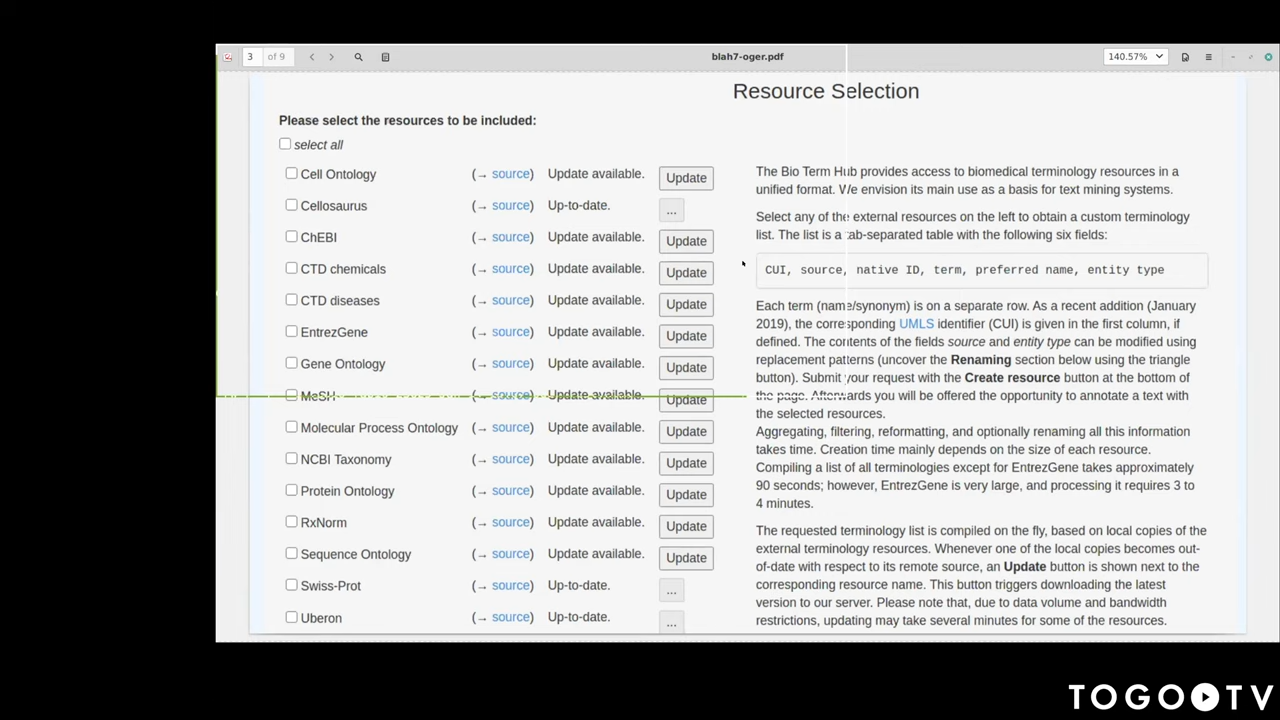 3 of 9
blah7-oger.pdf
140.57%
Resource Selection
Please select the resources to be included:
select all
Cell Ontology (→ source) Update available. Update
Cellosaurus (→ source) Up-to-date. ...
ChEBI (→ source) Update available. Update
CTD chemicals (→ source) Update available. Update
CTD diseases (→ source) Update available. Update
EntrezGene (→ source) Update available. Update
Gene Ontology (→ source) Update available. Update
MeSH (→ source) Update available. Update
Molecular Process Ontology (→ source) Update available. Update
NCBI Taxonomy (→ source) Update available. Update
Protein Ontology (→ source) Update available. Update
RxNorm (→ source) Update available. Update
Sequence Ontology (→ source) Update available. Update
Swiss-Prot (→ source) Up-to-date. ...
Uberon (→ source) Up-to-date. ...
The Bio Term Hub provides access to biomedical terminology resources in a
unified format. We envision its main use as a basis for text mining systems.
Select any of the external resources on the left to obtain a custom terminology
list. The list is a tab-separated table with the following six fields:
CUI, source, native ID, term, preferred name, entity type
Each term (name/synonym) is on a separate row. As a recent addition (January
2019), the corresponding UMLS identifier (CUI) is given in the first column, if
defined. The contents of the fields source and entity type can be modified using
replacement patterns (uncover the Renaming section below using the triangle
button). Submit your request with the Create resource button at the bottom of
the page. Afterwards you will be offered the opportunity to annotate a text with
the selected resources.
Aggregating, filtering, reformatting, and optionally renaming all this information
takes time. Creation time mainly depends on the size of each resource.
Compiling a list of all terminologies except for EntrezGene takes approximately
90 seconds; however, EntrezGene is very large, and processing it requires 3 to
4 minutes.
The requested terminology list is compiled on the fly, based on local copies of the
external terminology resources. Whenever one of the local copies becomes out-
of-date with respect to its remote source, an Update button is shown next to the
corresponding resource name. This button triggers downloading the latest
version to our server. Please note that, due to data volume and bandwidth
restrictions, updating may take several minutes for some of the resources.
TOGO TV